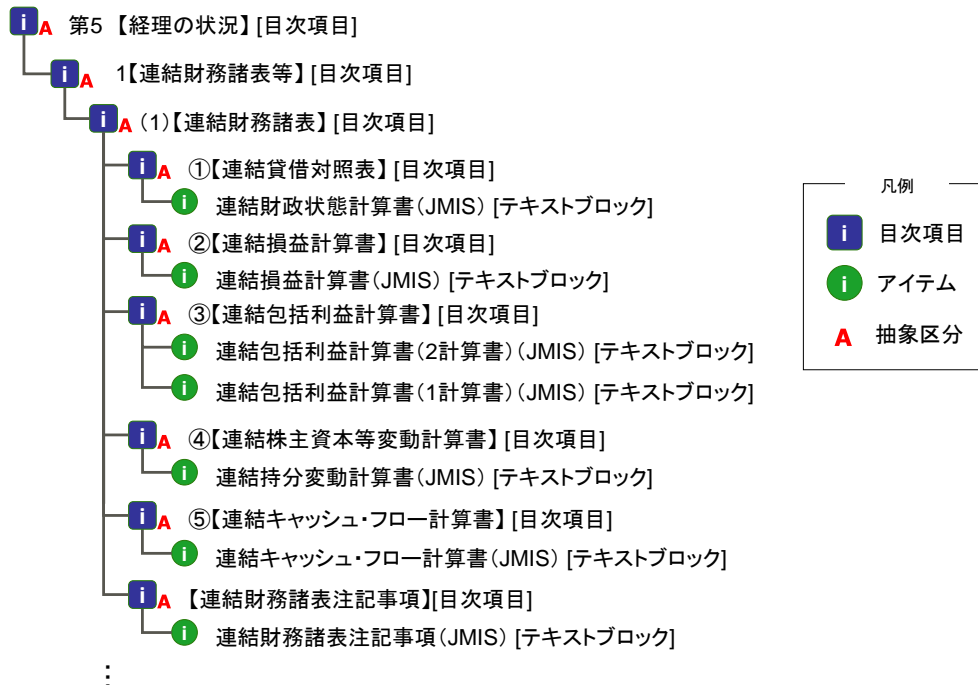 i A 第5 【経理の状況】 [目次項目]
i A 1【連結財務諸表等】 [目次項目]
i A (1)【連結財務諸表】 [目次項目]
i A ①【連結貸借対照表】 [目次項目]
i 連結財政状態計算書(JMIS) [テキストブロック]
i A ②【連結損益計算書】 [目次項目]
i 連結損益計算書(JMIS) [テキストブロック]
i A ③【連結包括利益計算書】 [目次項目]
i 連結包括利益計算書(2計算書)(JMIS) [テキストブロック]
i 連結包括利益計算書(1計算書)(JMIS) [テキストブロック]
i A ④【連結株主資本等変動計算書】 [目次項目]
i 連結持分変動計算書(JMIS) [テキストブロック]
i A ⑤【連結キャッシュ・フロー計算書】 [目次項目]
i 連結キャッシュ・フロー計算書(JMIS) [テキストブロック]
i A 【連結財務諸表注記事項】[目次項目]
i 連結財務諸表注記事項(JMIS) [テキストブロック]
凡例
i 目次項目
i アイテム
A 抽象区分